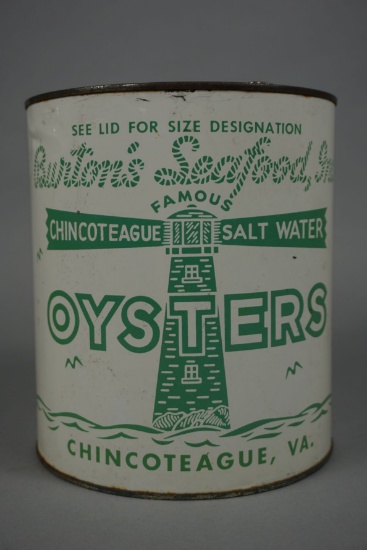 SEE LID FOR SIZE DESIGNATION
Burton's Seafood, Inc
FAMOUS
CHINCOTEAGUE SALT WATER
OYSTERS
CHINCOTEAGUE, VA.